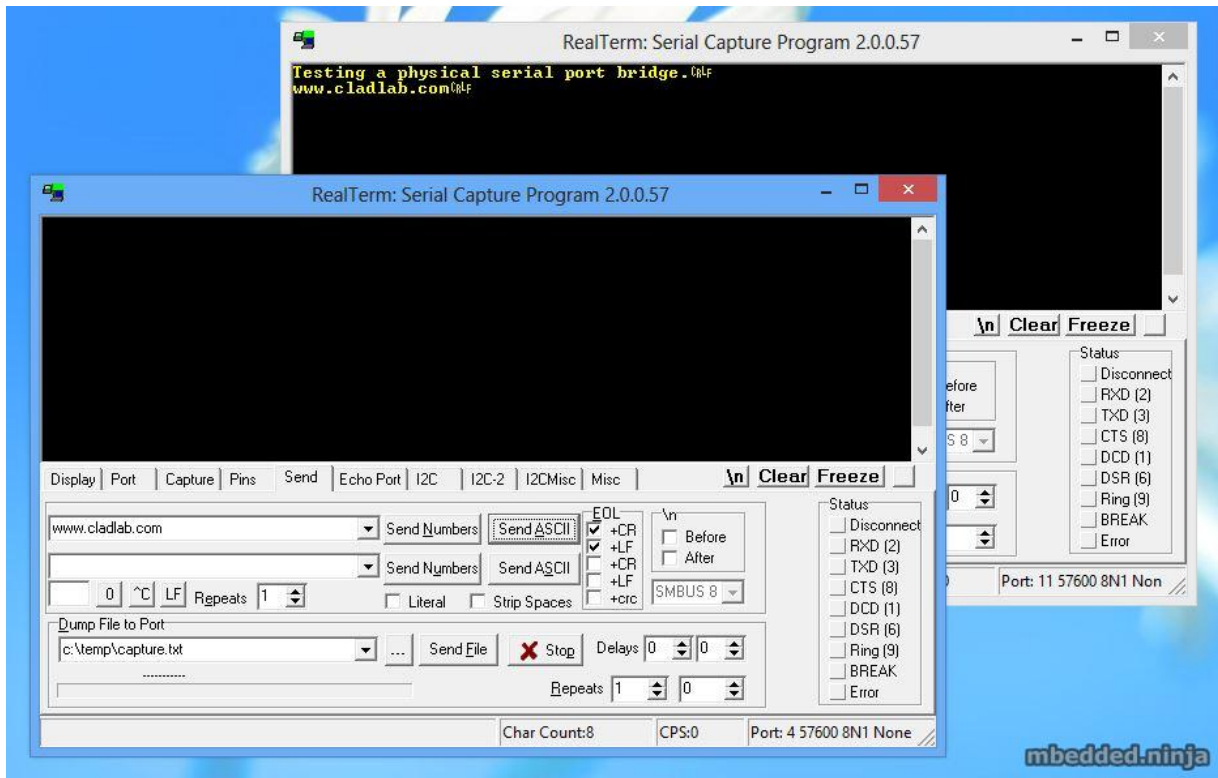 RealTerm: Serial Capture Program 2.0.0.57
Testing a physical serial port bridge.CRLF
www.cladlab.comCRLF
\n Clear Freeze
Status
Disconnect
RXD (2)
TXD (3)
CTS (8)
DCD (1)
DSR (6)
Ring (9)
BREAK
Error
efore
fter
S 8
0
Port: 11 57600 8N1 Non
RealTerm: Serial Capture Program 2.0.0.57
Display Port Capture Pins Send Echo Port I2C I2C-2 I2CMisc Misc \n Clear Freeze
www.cladlab.com Send Numbers Send ASCII
Send Numbers Send ASCII
0 ^C LF Repeats 1 Literal Strip Spaces
EOL
+CR
+LF
+CR
+LF
+crc
\n
Before
After
SMBUS 8
Dump File to Port
c:\temp\capture.txt ... Send File Stop Delays 0 0
-----------
Repeats 1 0
Status
Disconnect
RXD (2)
TXD (3)
CTS (8)
DCD (1)
DSR (6)
Ring (9)
BREAK
Error
Char Count:8 CPS:0 Port: 4 57600 8N1 None
mbedded.ninja